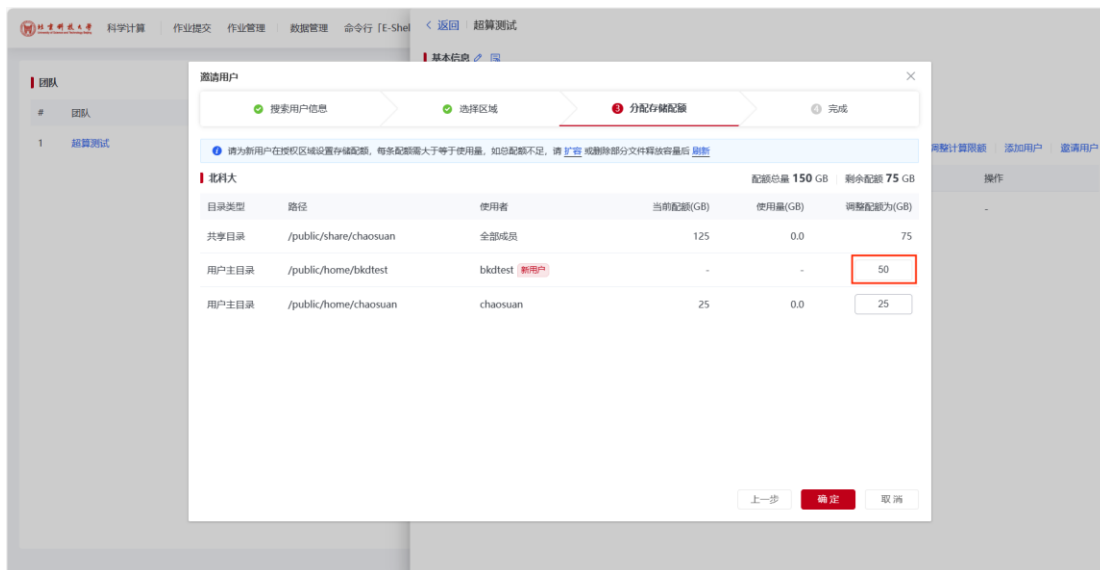 北京科技大学 科学计算 作业提交 作业管理 数据管理 命令行「E-Shel
返回 超算测试
基本信息
团队
# 团队
1 超算测试
调整计算限额 添加用户 邀请用户
操作
-
邀请用户
搜索用户信息 选择区域 3 分配存储配额 4 完成
请为新用户在授权区域设置存储配额，每条配额需大于等于使用量。如总配额不足，请 扩容 或删除部分文件释放容量后 刷新
北科大 配额总量 150 GB 剩余配额 75 GB
目录类型 路径 使用者 当前配额(GB) 使用量(GB) 调整配额为(GB)
共享目录 /public/share/chaosuan 全部成员 125 0.0 75
用户主目录 /public/home/bkdtest bkdtest 新用户 - - 50
用户主目录 /public/home/chaosuan chaosuan 25 0.0 25
上一步 确定 取消